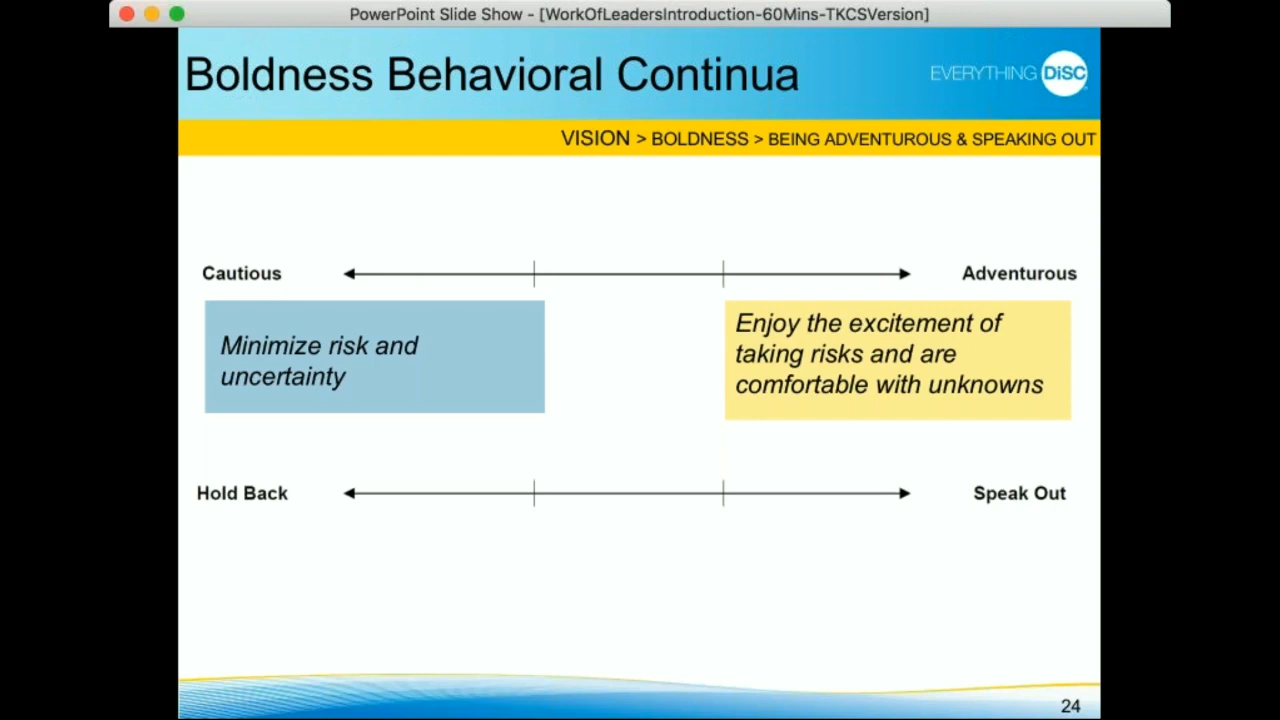 PowerPoint Slide Show - [WorkOfLeadersIntroduction-60Mins-TKCSVersion]
Boldness Behavioral Continua
EVERYTHING DiSC
VISION > BOLDNESS > BEING ADVENTUROUS & SPEAKING OUT
Cautious
Adventurous
Minimize risk and
uncertainty
Enjoy the excitement of
taking risks and are
comfortable with unknowns
Hold Back
Speak Out
24